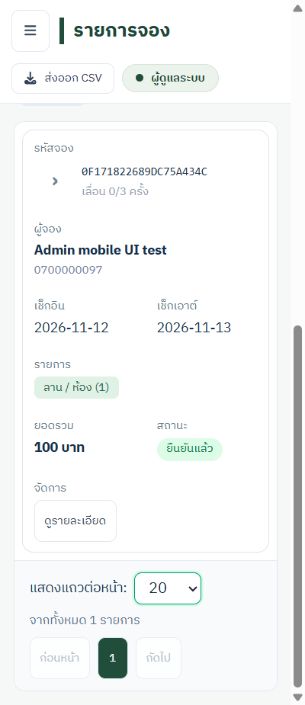 รายการจอง
ส่งออก CSV
ผู้ดูแลระบบ
รหัสจอง
0F171822689DC75A434C
เลื่อน 0/3 ครั้ง
ผู้จอง
Admin mobile UI test
0700000097
เช็กอิน เช็กเอาต์
2026-11-12 2026-11-13
รายการ
ลาน / ห้อง (1)
ยอดรวม สถานะ
100 บาท ยืนยันแล้ว
จัดการ
ดูรายละเอียด
แสดงแถวต่อหน้า: 20
จากทั้งหมด 1 รายการ
ก่อนหน้า 1 ถัดไป